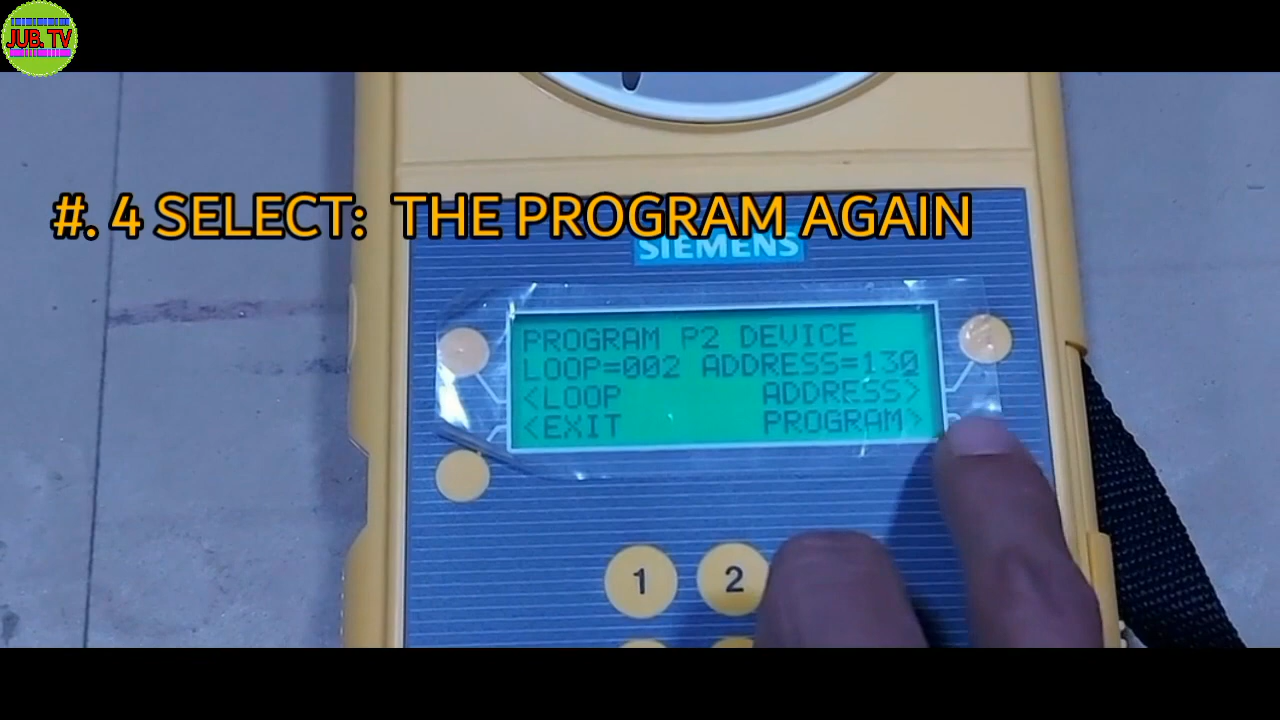 JUB. TV
#. 4 SELECT: THE PROGRAM AGAIN
SIEMENS
PROGRAM P2 DEVICE
LOOP=002 ADDRESS=130
<LOOP ADDRESS>
<EXIT PROGRAM>
1 2